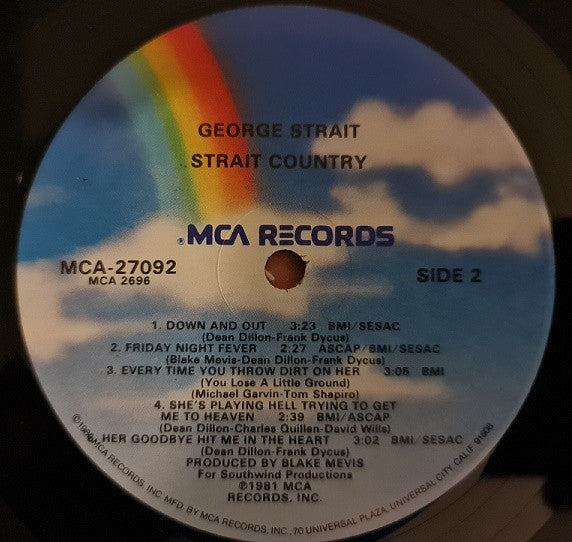 GEORGE STRAIT
STRAIT COUNTRY
MCA RECORDS
MCA-27092
MCA 2696
SIDE 2
1. DOWN AND OUT 3:23 BMI/SESAC
(Dean Dillon-Frank Dycus)
2. FRIDAY NIGHT FEVER 2:27 ASCAP/BMI/SESAC
(Blake Mevis-Dean Dillon-Frank Dycus)
3. EVERY TIME YOU THROW DIRT ON HER 3:05 BMI
(You Lose A Little Ground)
(Michael Garvin-Tom Shapiro)
4. SHE'S PLAYING HELL TRYING TO GET
ME TO HEAVEN 2:39 BMI/ASCAP
(Dean Dillon-Charles Quillen-David Wills)
HER GOODBYE HIT ME IN THE HEART 3:02 BMI/SESAC
(Dean Dillon-Frank Dycus)
PRODUCED BY BLAKE MEVIS
For Southwind Productions
℗1981 MCA
RECORDS, INC.
MCA RECORDS, INC. MFD. BY MCA RECORDS, INC., 70 UNIVERSAL PLAZA, UNIVERSAL CITY, CALIF. 91608